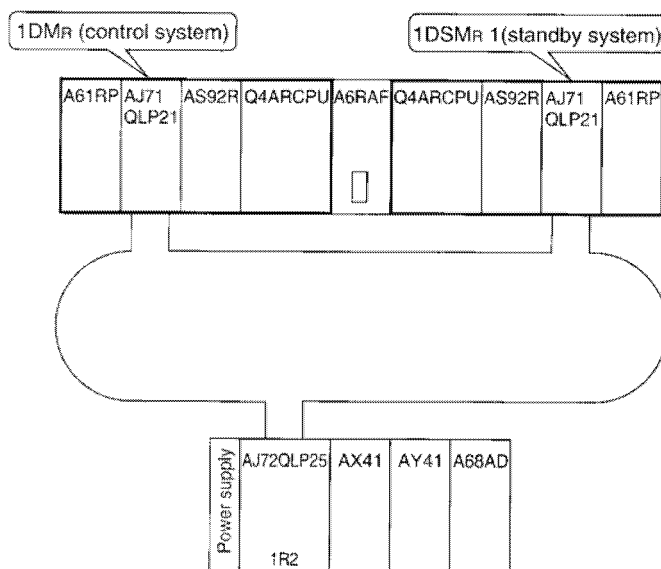 1DMR (control system)
1DSMR 1(standby system)
A61RP
AJ71
QLP21
AS92R
Q4ARCPU
A6RAF
Q4ARCPU
AS92R
AJ71
QLP21
A61RP
Power supply
AJ72QLP25
1R2
AX41
AY41
A68AD